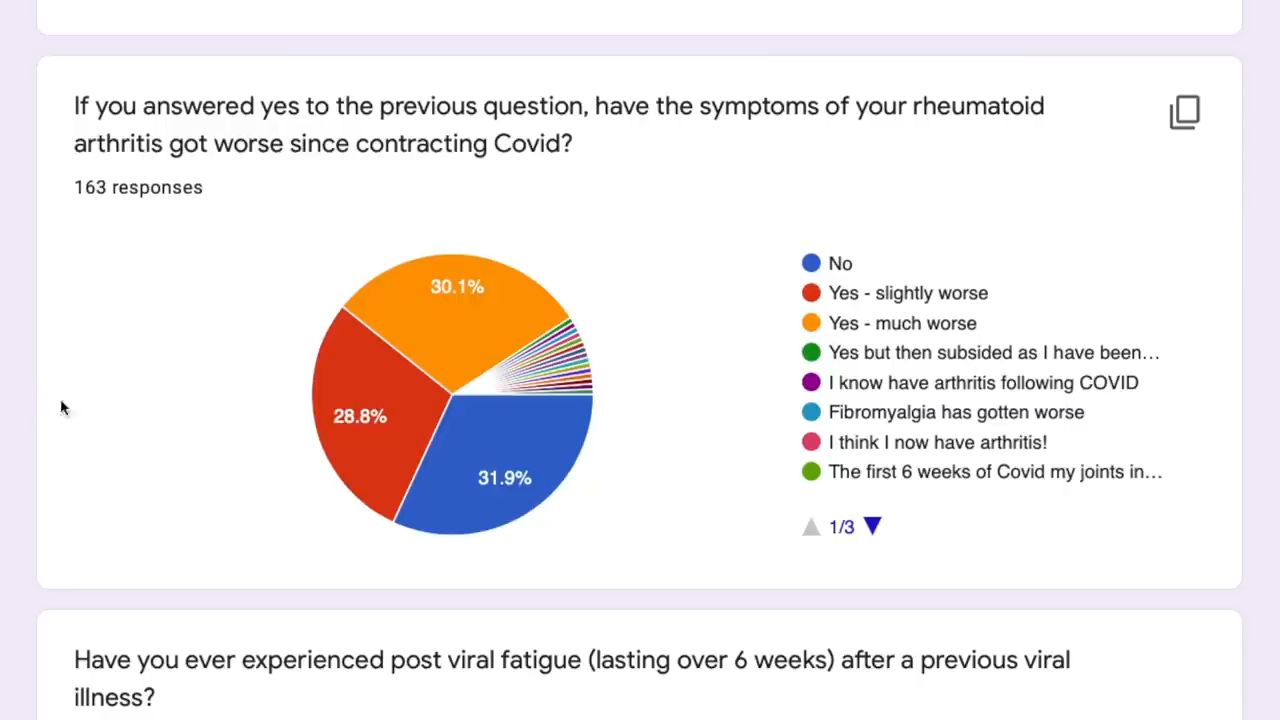 If you answered yes to the previous question, have the symptoms of your rheumatoid
arthritis got worse since contracting Covid?
163 responses
30.1%
28.8%
31.9%
No
Yes - slightly worse
Yes - much worse
Yes but then subsided as I have been…
I know have arthritis following COVID
Fibromyalgia has gotten worse
I think I now have arthritis!
The first 6 weeks of Covid my joints in…
1/3
Have you ever experienced post viral fatigue (lasting over 6 weeks) after a previous viral
illness?